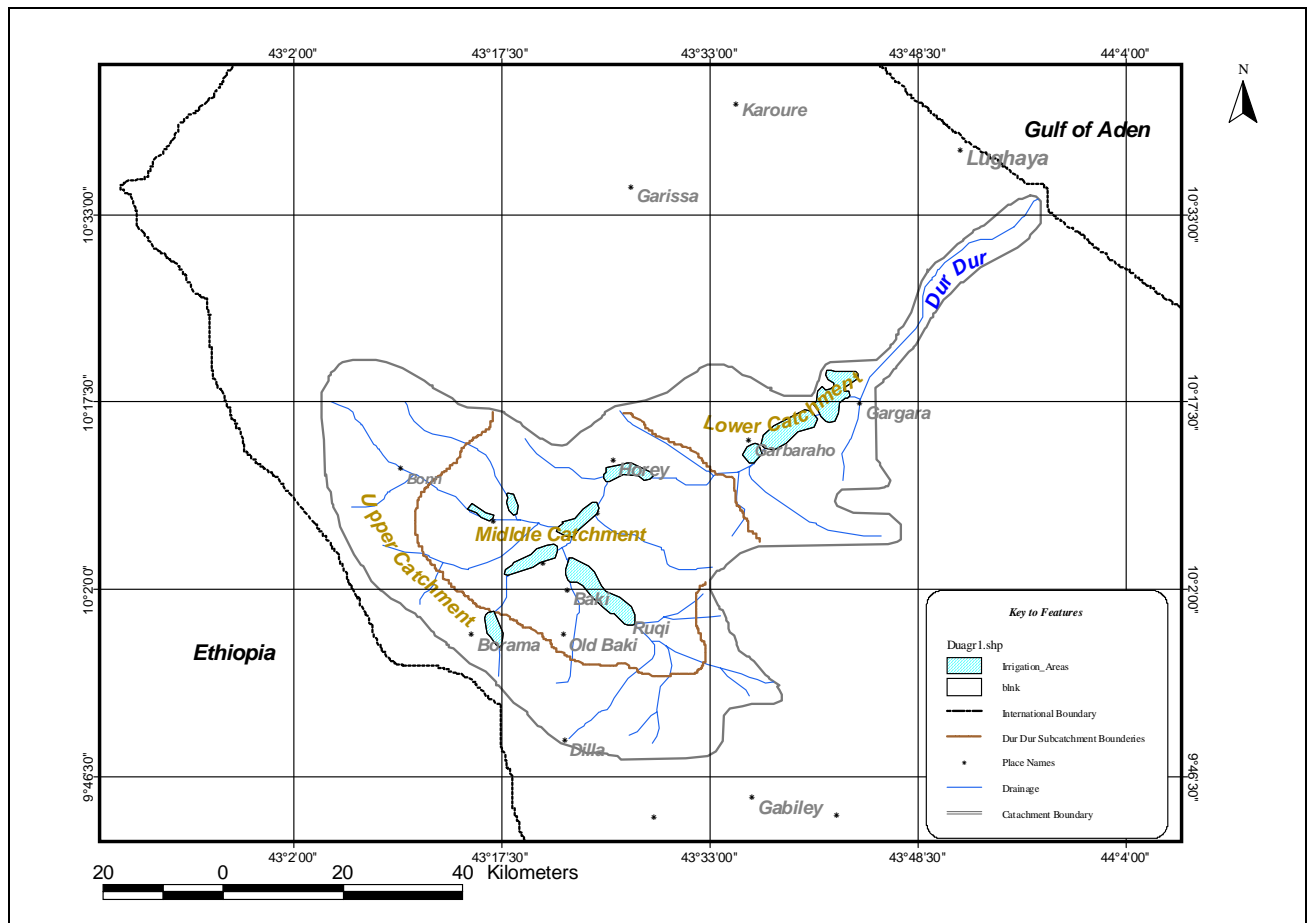 43°2'00" 43°17'30" 43°33'00" 43°48'30" 44°4'00"
N
Karoure
Gulf of Aden
Lughaya
Garissa
10°33'00" 10°33'00"
Dur Dur
10°17'30" 10°17'30"
Lower Catchment
Gargara
Garbaraho
Horey
Bonn
Upper Catchment
Midldle Catchment
10°2'0" 10°2'00"
Baki
Ruqi
Borama
Old Baki
Ethiopia
Dilla
9°46'30" 9°46'30"
Gabiley
Key to Features
Duagr1.shp
Irrigation_Areas
blnk
International Boundary
Dur Dur Subcatchment Bounderies
Place Names
Drainage
Catachment Boundary
43°2'00" 43°17'30" 43°33'00" 43°48'30" 44°4'00"
20 0 20 40 Kilometers